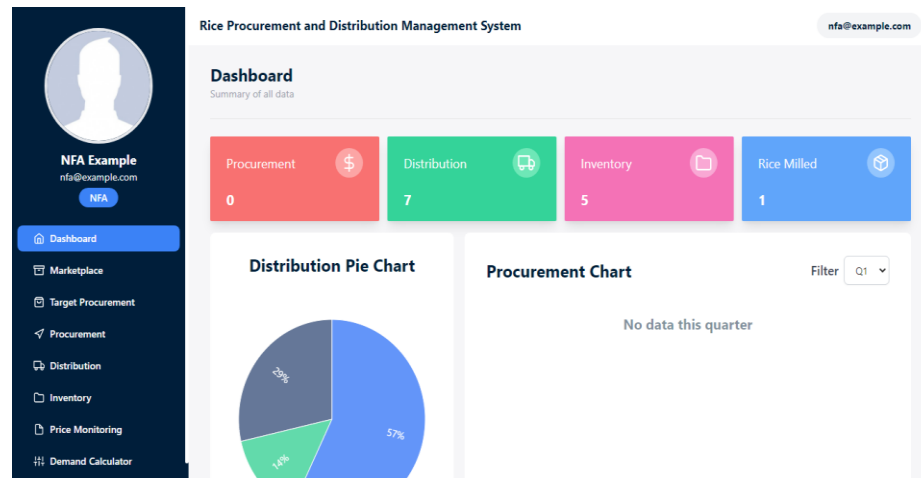 Rice Procurement and Distribution Management System
nfa@example.com
NFA Example
nfa@example.com
NFA
Dashboard
Marketplace
Target Procurement
Procurement
Distribution
Inventory
Price Monitoring
Demand Calculator
Dashboard
Summary of all data
Procurement
$
0
Distribution
7
Inventory
5
Rice Milled
1
Distribution Pie Chart
29%
57%
14%
Procurement Chart
Filter
Q1
No data this quarter